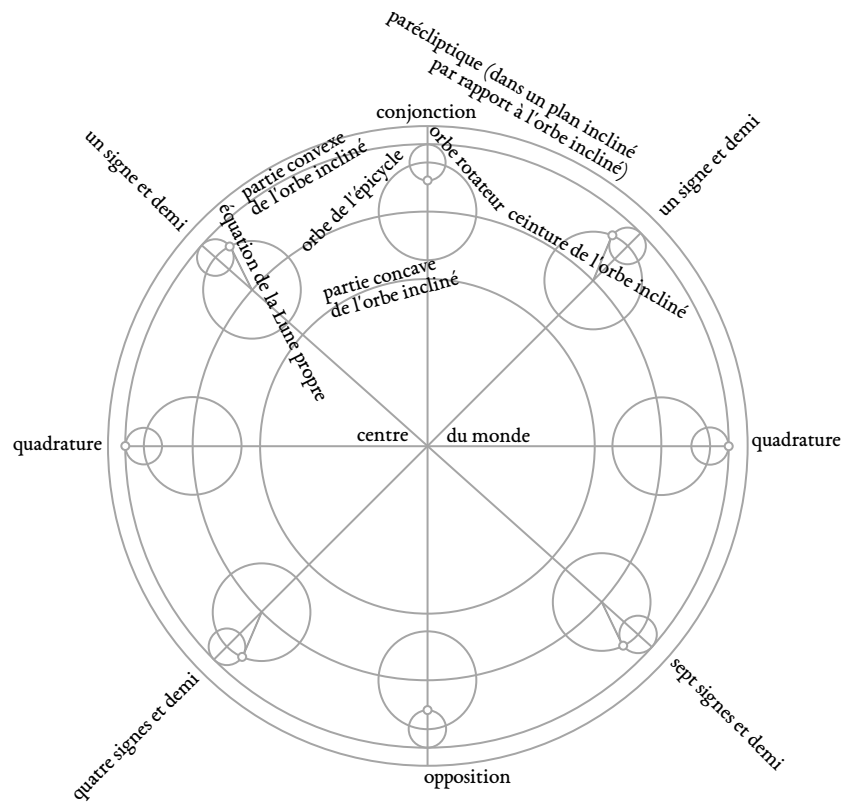 parécliptique (dans un plan incliné
par rapport à l'orbe incliné)
conjonction
un signe et demi
un signe et demi
partie convexe
de l'orbe incliné
orbe rotateur
orbe de l'épicycle
équation de la Lune propre
ceinture de l'orbe incliné
partie concave
de l'orbe incliné
quadrature
centre
du monde
quadrature
quatre signes et demi
sept signes et demi
opposition